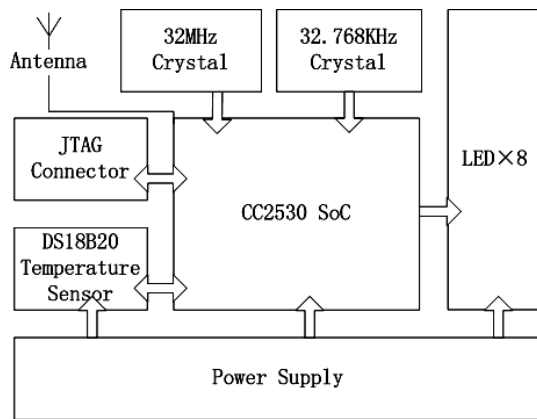 32MHz
Crystal
32.768KHz
Crystal
Antenna
JTAG
Connector
LED×8
CC2530 SoC
DS18B20
Temperature
Sensor
Power Supply